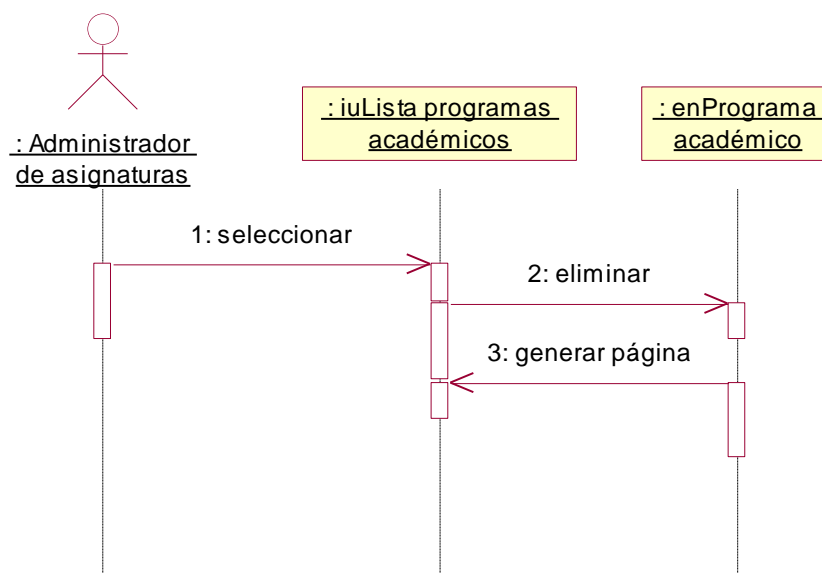 : iuLista programas
académicos
: enPrograma
académico
: Administrador
de asignaturas
1: seleccionar
2: eliminar
3: generar página